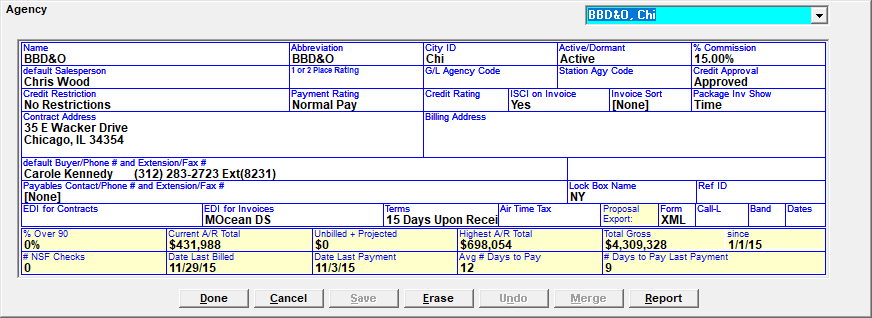 Agency
BBD&O, Chi
Name Abbreviation City ID Active/Dormant % Commission
BBD&O BBD&O Chi Active 15.00%
default Salesperson 1 or 2 Place Rating G/L Agency Code Station Agy Code Credit Approval
Chris Wood Approved
Credit Restriction Payment Rating Credit Rating ISCI on Invoice Invoice Sort Package Inv Show
No Restrictions Normal Pay Yes [None] Time
Contract Address Billing Address
35 E Wacker Drive
Chicago, IL 34354
default Buyer/Phone # and Extension/Fax #
Carole Kennedy (312) 283-2723 Ext(8231)
Payables Contact/Phone # and Extension/Fax # Lock Box Name Ref ID
[None] NY
EDI for Contracts EDI for Invoices Terms Air Time Tax Proposal Form Call-L Band Dates
MOcean DS 15 Days Upon Recei Export: XML
% Over 90 Current A/R Total Unbilled + Projected Highest A/R Total Total Gross since
0% $431,988 $0 $698,054 $4,309,328 1/1/15
# NSF Checks Date Last Billed Date Last Payment Avg # Days to Pay # Days to Pay Last Payment
0 11/29/15 11/3/15 12 9
Done Cancel Save Erase Undo Merge Report